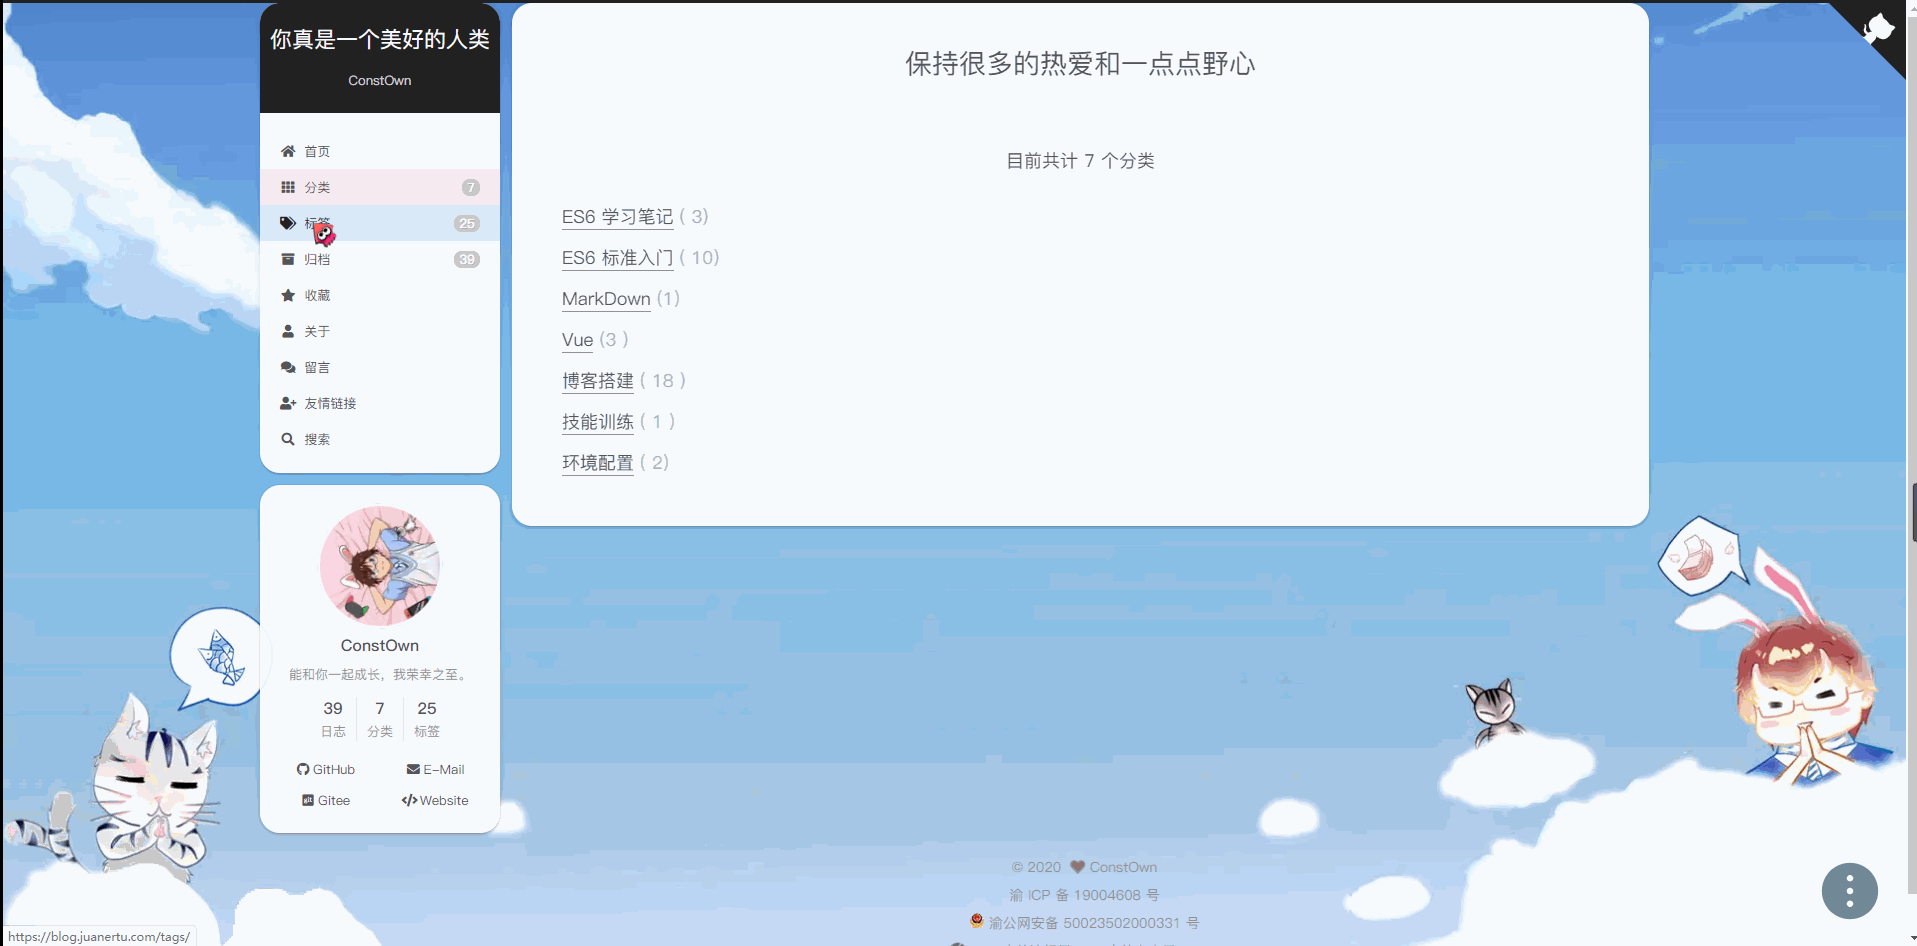 你真是一个美好的人类
ConstOwn
首页
分类 7
标签 25
归档 39
收藏
关于
留言
友情链接
搜索
ConstOwn
能和你一起成长，我荣幸之至。
39 7 25
日志 分类 标签
GitHub E-Mail
Gitee Website
保持很多的热爱和一点点野心
目前共计 7 个分类
ES6 学习笔记 ( 3)
ES6 标准入门 ( 10)
MarkDown (1)
Vue (3 )
博客搭建 ( 18 )
技能训练 ( 1 )
环境配置 ( 2)
© 2020 ConstOwn
渝 ICP 备 19004608 号
渝公网安备 50023502000331 号
https://blog.juanertu.com/tags/